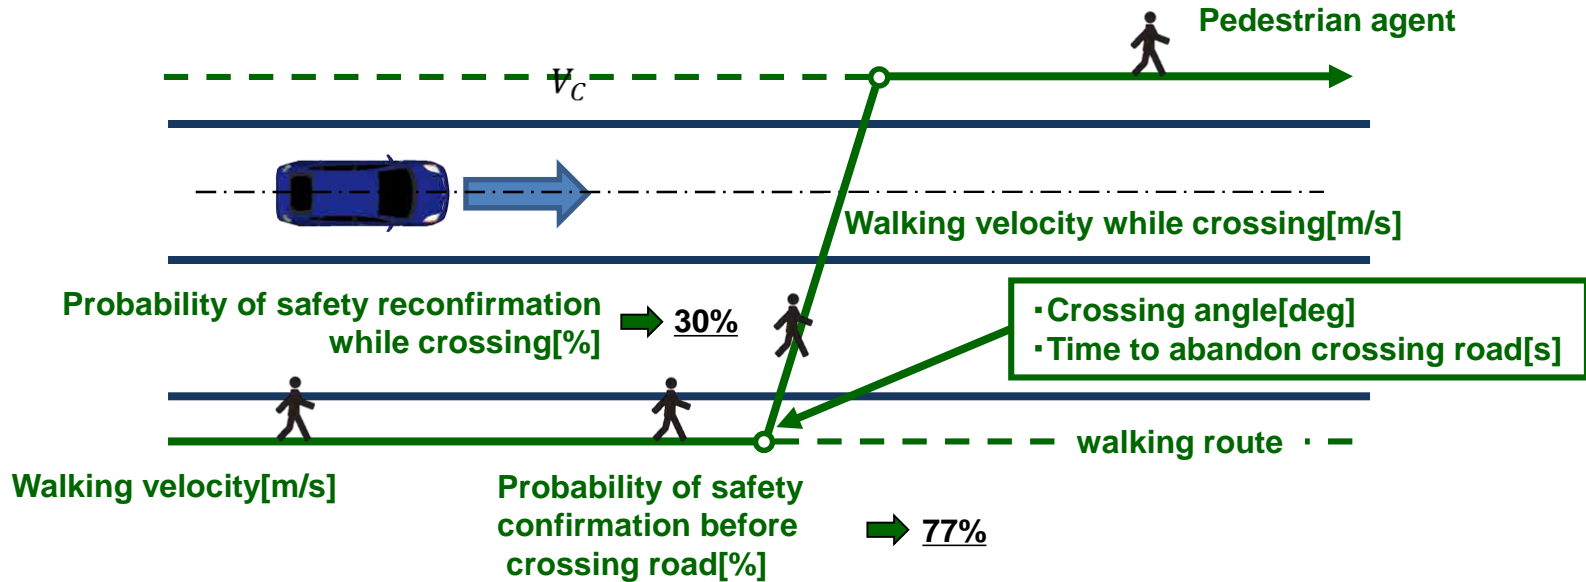 Pedestrian agent
V_C
Walking velocity while crossing[m/s]
Probability of safety reconfirmation
while crossing[%]
30%
・Crossing angle[deg]
・Time to abandon crossing road[s]
walking route
Walking velocity[m/s]
Probability of safety
confirmation before
crossing road[%]
77%